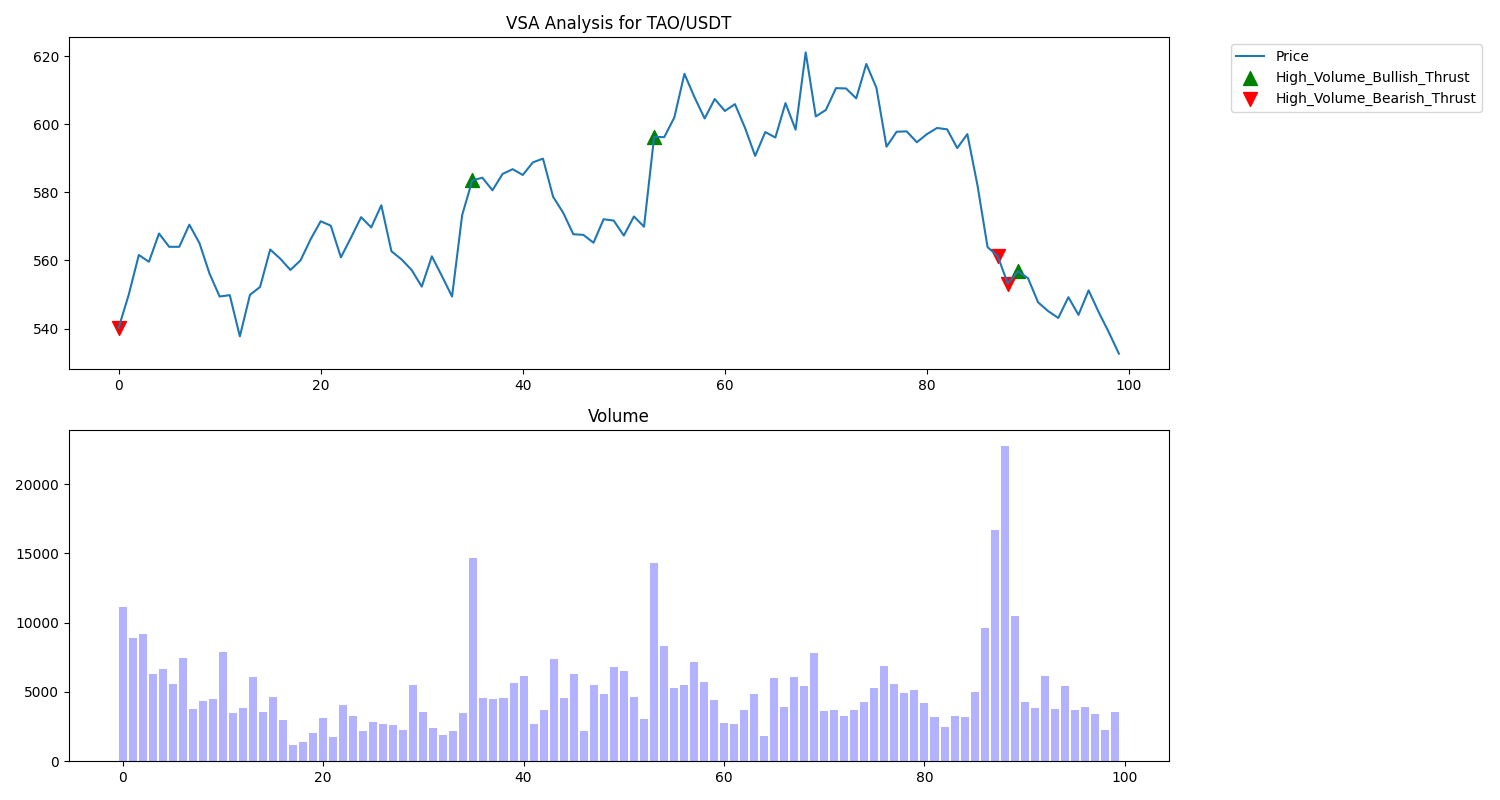 VSA Analysis for TAO/USDT
Price
High_Volume_Bullish_Thrust
High_Volume_Bearish_Thrust
620
600
580
560
540
0 20 40 60 80 100
Volume
20000
15000
10000
5000
0
0 20 40 60 80 100